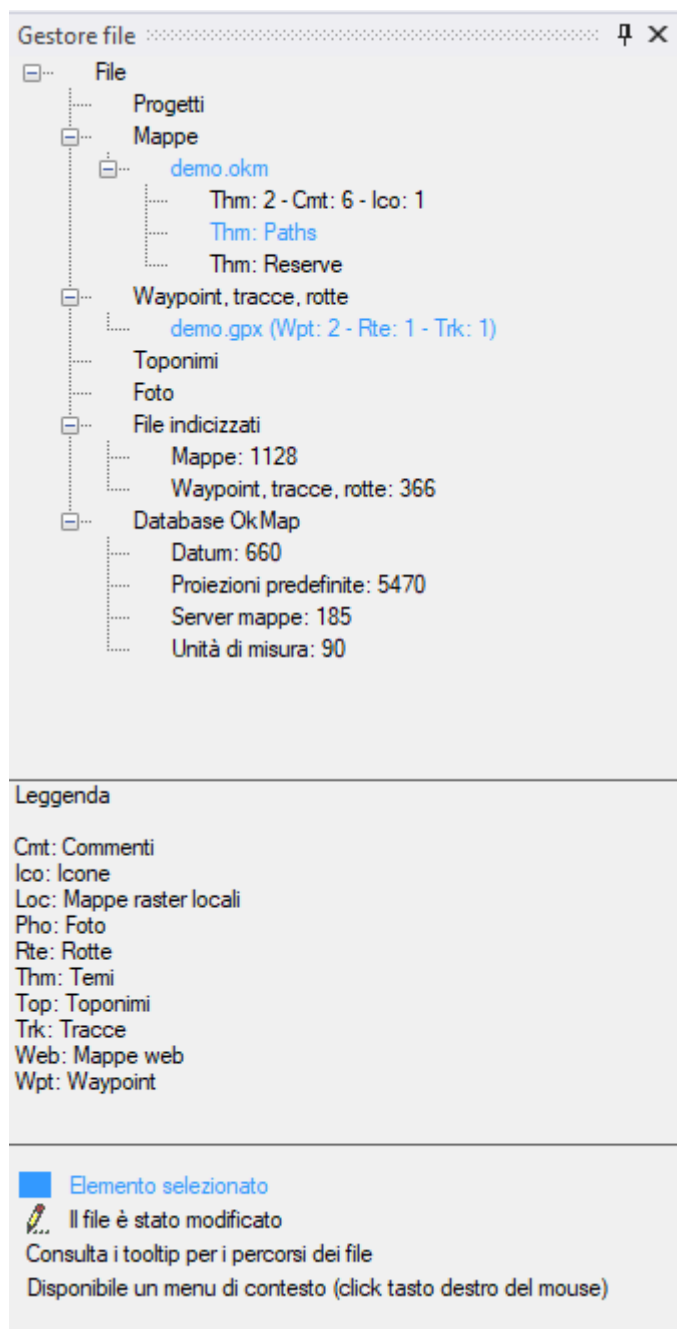 Gestore file
File
Progetti
Mappe
demo.okm
Thm: 2 - Cmt: 6 - Ico: 1
Thm: Paths
Thm: Reserve
Waypoint, tracce, rotte
demo.gpx (Wpt: 2 - Rte: 1 - Trk: 1)
Toponimi
Foto
File indicizzati
Mappe: 1128
Waypoint, tracce, rotte: 366
Database OkMap
Datum: 660
Proiezioni predefinite: 5470
Server mappe: 185
Unità di misura: 90
Leggenda
Cmt: Commenti
Ico: Icone
Loc: Mappe raster locali
Pho: Foto
Rte: Rotte
Thm: Temi
Top: Toponimi
Trk: Tracce
Web: Mappe web
Wpt: Waypoint
Elemento selezionato
Il file è stato modificato
Consulta i tooltip per i percorsi dei file
Disponibile un menu di contesto (click tasto destro del mouse)